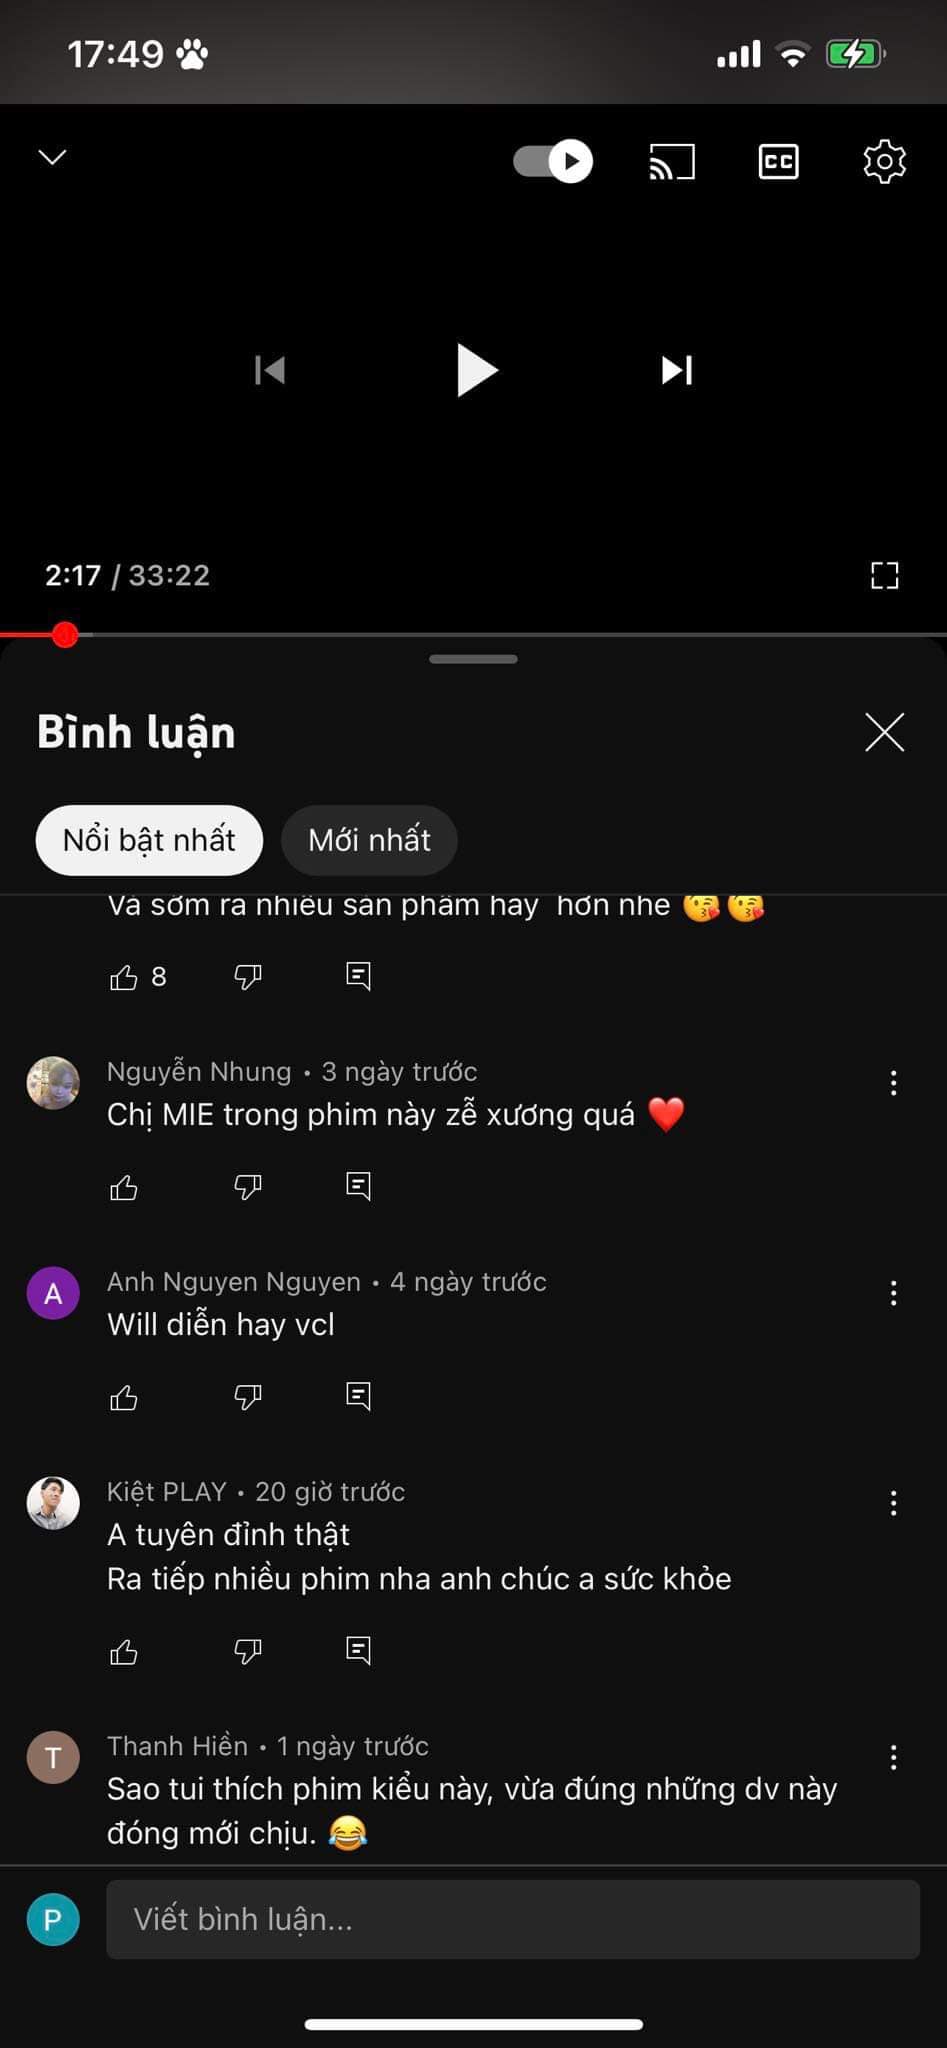 17:49
CC
2:17 / 33:22
Bình luận
Nổi bật nhất
Mới nhất
Và sớm ra nhiều sản phẩm hay hơn nhe 😘😘
8
Nguyễn Nhung • 3 ngày trước
Chị MIE trong phim này zễ xương quá ❤️
A
Anh Nguyen Nguyen • 4 ngày trước
Will diễn hay vcl
Kiệt PLAY • 20 giờ trước
A tuyên đỉnh thật
Ra tiếp nhiều phim nha anh chúc a sức khỏe
T
Thanh Hiền • 1 ngày trước
Sao tui thích phim kiểu này, vừa đúng những dv này
đóng mới chịu. 😂
P
Viết bình luận...